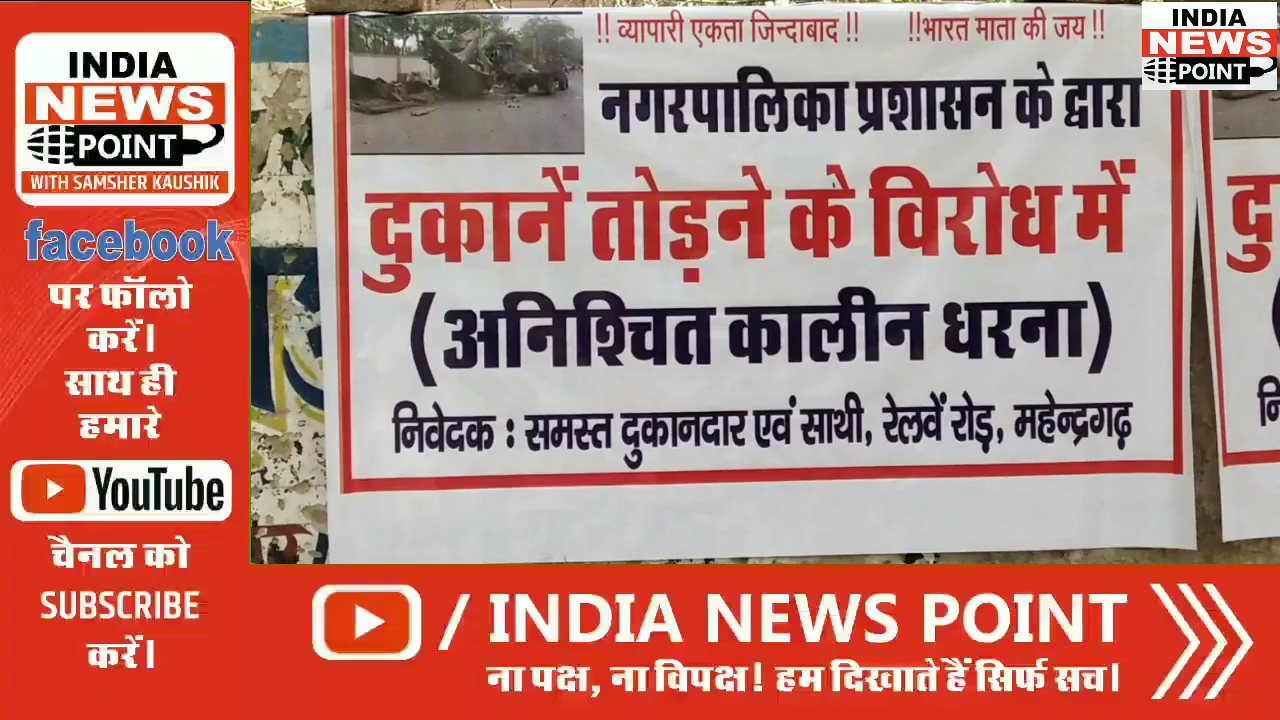 INDIA
NEWS
POINT
WITH SAMSHER KAUSHIK
facebook
पर फॉलो
करें।
साथ ही
हमारे
YouTube
चैनल को
SUBSCRIBE
करें।
!! व्यापारी एकता जिन्दाबाद !! !!भारत माता की जय !!
नगरपालिका प्रशासन के द्वारा
दुकानें तोड़ने के विरोध में
(अनिश्चित कालीन धरना)
निवेदक : समस्त दुकानदार एवं साथी, रेलवें रोड़, महेन्द्रगढ़
INDIA
NEWS
POINT
दु
नि
/ INDIA NEWS POINT
ना पक्ष, ना विपक्ष! हम दिखाते हैं सिर्फ सच।